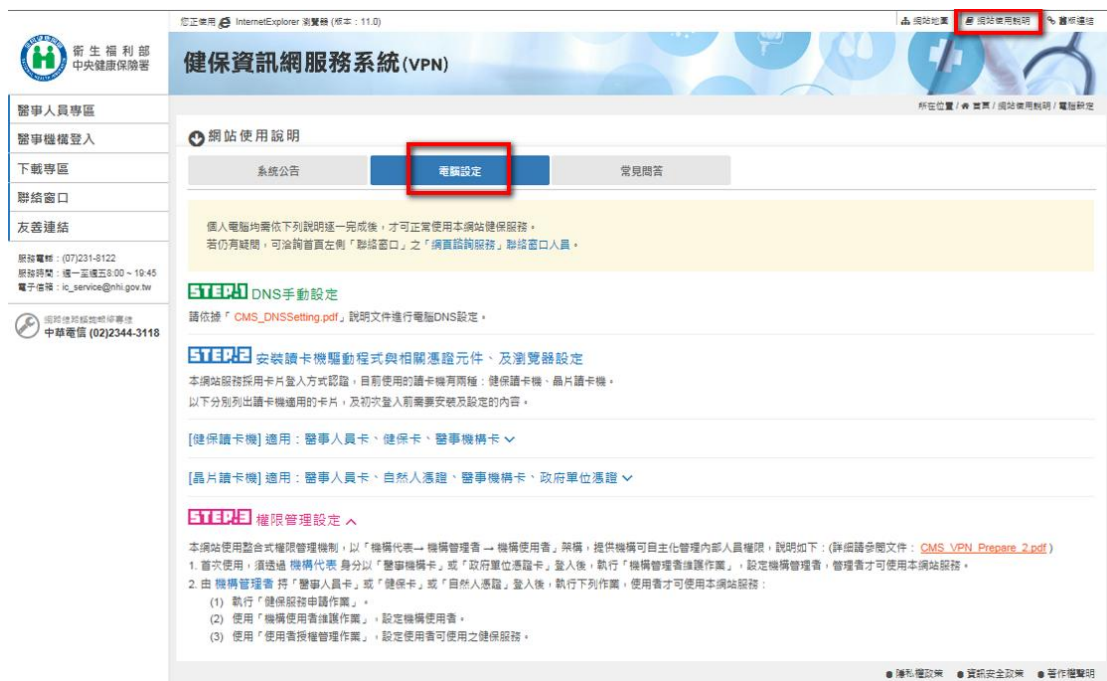 您正使用 InternetExplorer 瀏覽器 (版本：11.0)
網站地圖
網站使用說明
舊版連結
衛生福利部
中央健康保險署
健保資訊網服務系統(VPN)
所在位置 / 首頁 / 網站使用說明 / 電腦設定
醫事人員專區
醫事機構登入
下載專區
聯絡窗口
友善連結
服務電話：(07)231-8122
服務時間：週一至週五8:00 ~ 19:45
電子信箱：ic_service@nhi.gov.tw
中華電信 (02)2344-3118
網站使用說明
系統公告
電腦設定
常見問答
個人電腦均需依下列說明逐一完成後，才可正常使用本網站健保服務。
若仍有疑問，可洽詢首頁左側「聯絡窗口」之「網頁諮詢服務」聯絡窗口人員。
STEP.1 DNS手動設定
請依據「 CMS_DNSSetting.pdf」說明文件進行電腦DNS設定。
STEP.2 安裝讀卡機驅動程式與相關憑證元件、及瀏覽器設定
本網站服務採用卡片登入方式認證，目前使用的讀卡機有兩種：健保讀卡機、晶片讀卡機。
以下分別列出讀卡機適用的卡片，及初次登入前需要安裝及設定的內容。
[健保讀卡機] 適用：醫事人員卡、健保卡、醫事機構卡
[晶片讀卡機] 適用：醫事人員卡、自然人憑證、醫事機構卡、政府單位憑證
STEP.3 權限管理設定
本網站使用整合式權限管理機制，以「機構代表→ 機構管理者 → 機構使用者」架構，提供機構可自主化管理內部人員權限，說明如下：(詳細請參閱文件： CMS_VPN_Prepare_2.pdf )
1. 首次使用，須透過 機構代表 身分以「醫事機構卡」或「政府單位憑證卡」登入後，執行「機構管理者維護作業」，設定機構管理者，管理者才可使用本網站服務。
2. 由 機構管理者 持「醫事人員卡」或「健保卡」或「自然人憑證」登入後，執行下列作業，使用者才可使用本網站服務：
(1) 執行「健保服務申請作業」。
(2) 使用「機構使用者維護作業」，設定機構使用者。
(3) 使用「使用者授權管理作業」，設定使用者可使用之健保服務。
隱私權政策
資訊安全政策
著作權聲明